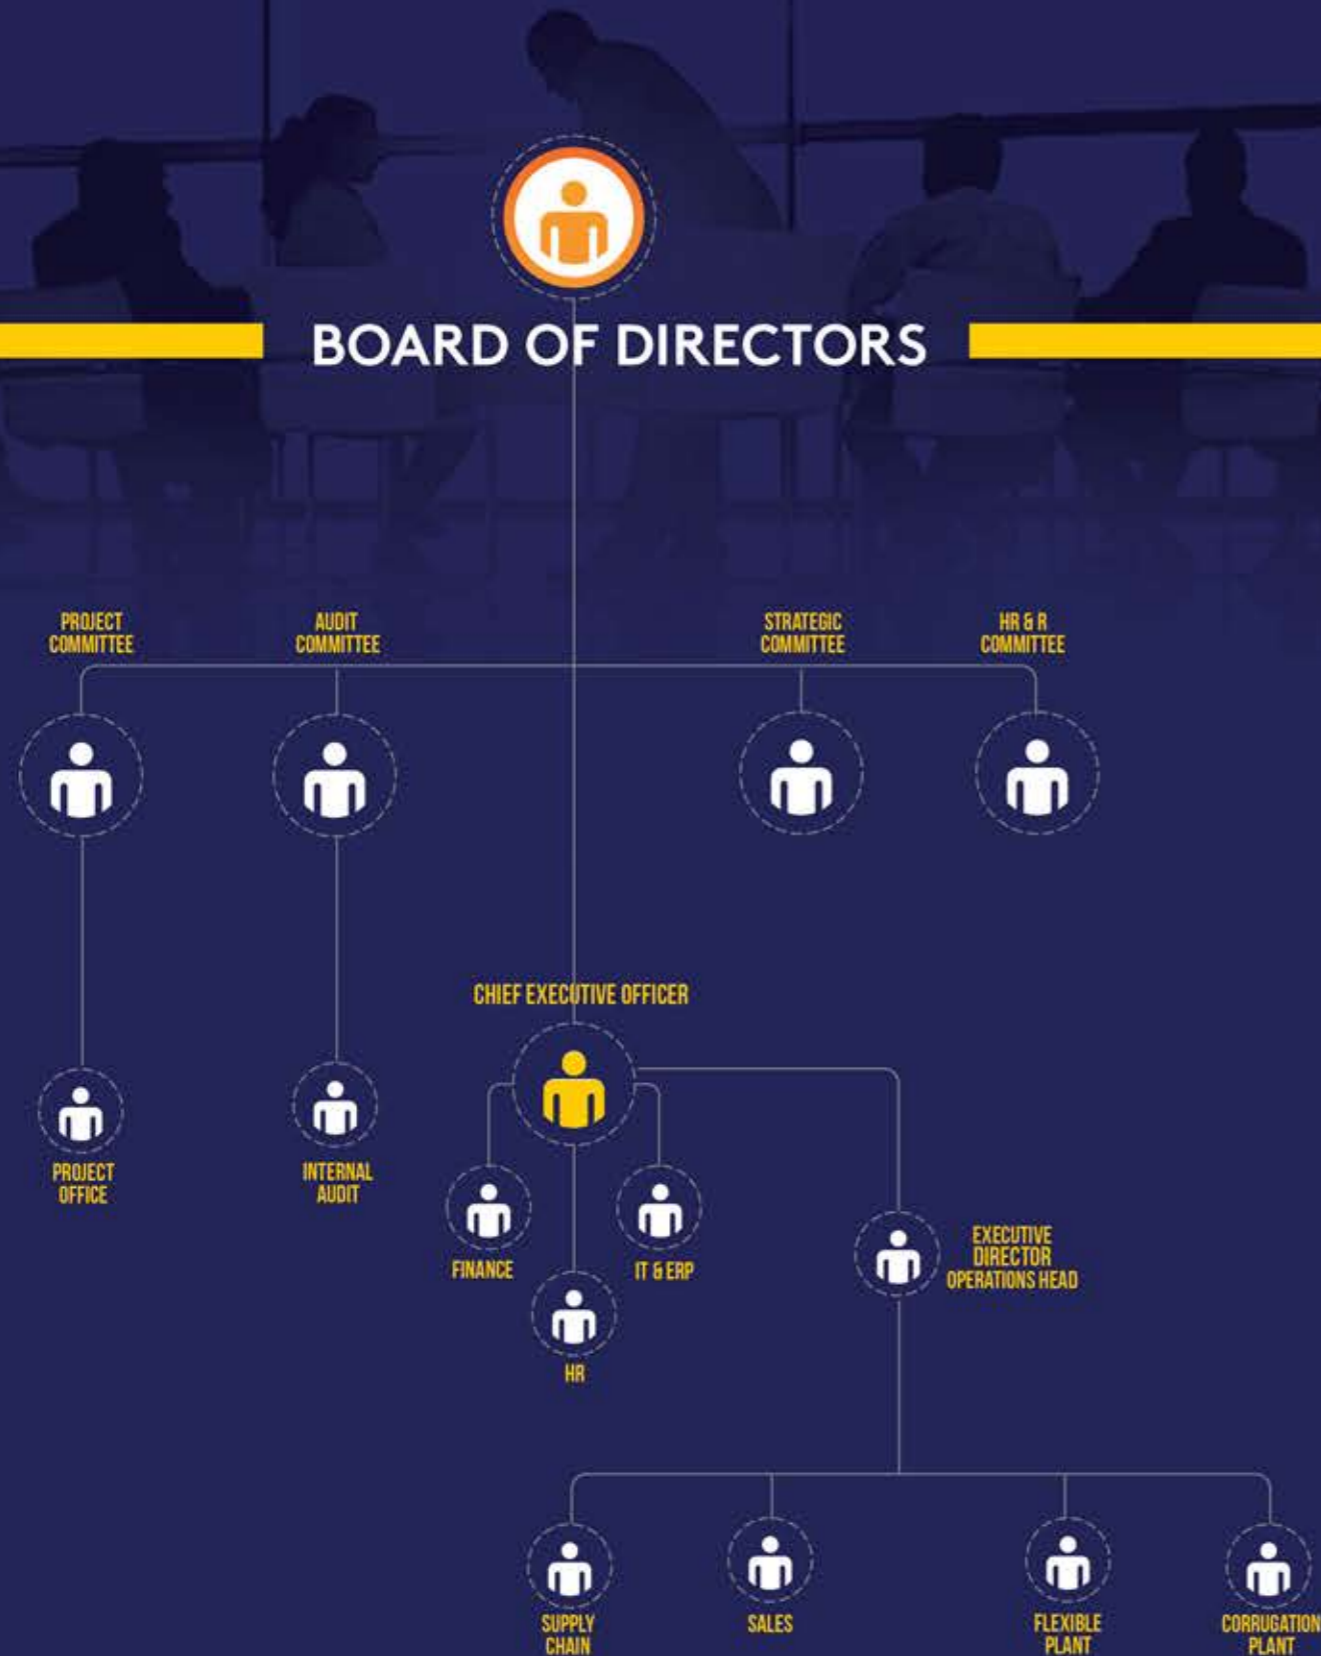 BOARD OF DIRECTORS
PROJECT
COMMITTEE
AUDIT
COMMITTEE
STRATEGIC
COMMITTEE
HR & R
COMMITTEE
CHIEF EXECUTIVE OFFICER
PROJECT
OFFICE
INTERNAL
AUDIT
FINANCE
IT & ERP
HR
EXECUTIVE
DIRECTOR
OPERATIONS HEAD
SUPPLY
CHAIN
SALES
FLEXIBLE
PLANT
CORRUGATION
PLANT